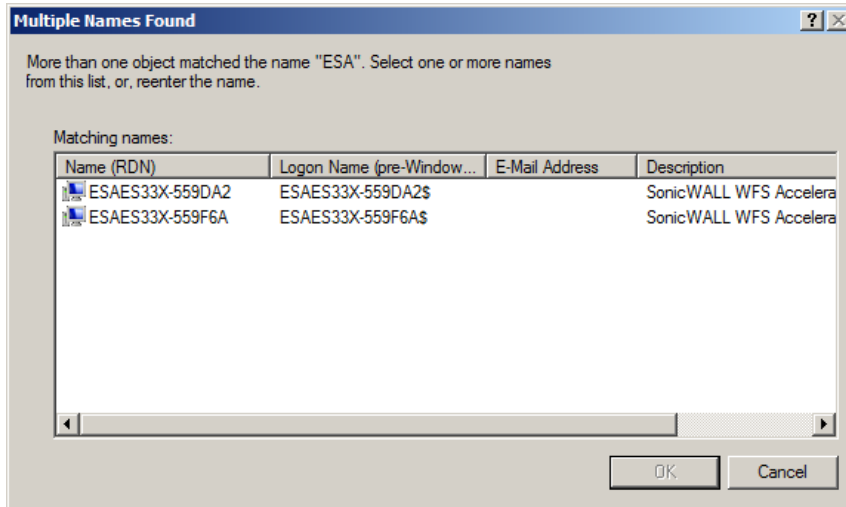 Multiple Names Found
More than one object matched the name "ESA". Select one or more names
from this list, or, reenter the name.
Matching names:
Name (RDN) Logon Name (pre-Window... E-Mail Address Description
ESAES33X-559DA2 ESAES33X-559DA2$ SonicWALL WFS Accelera
ESAES33X-559F6A ESAES33X-559F6A$ SonicWALL WFS Accelera
OK Cancel